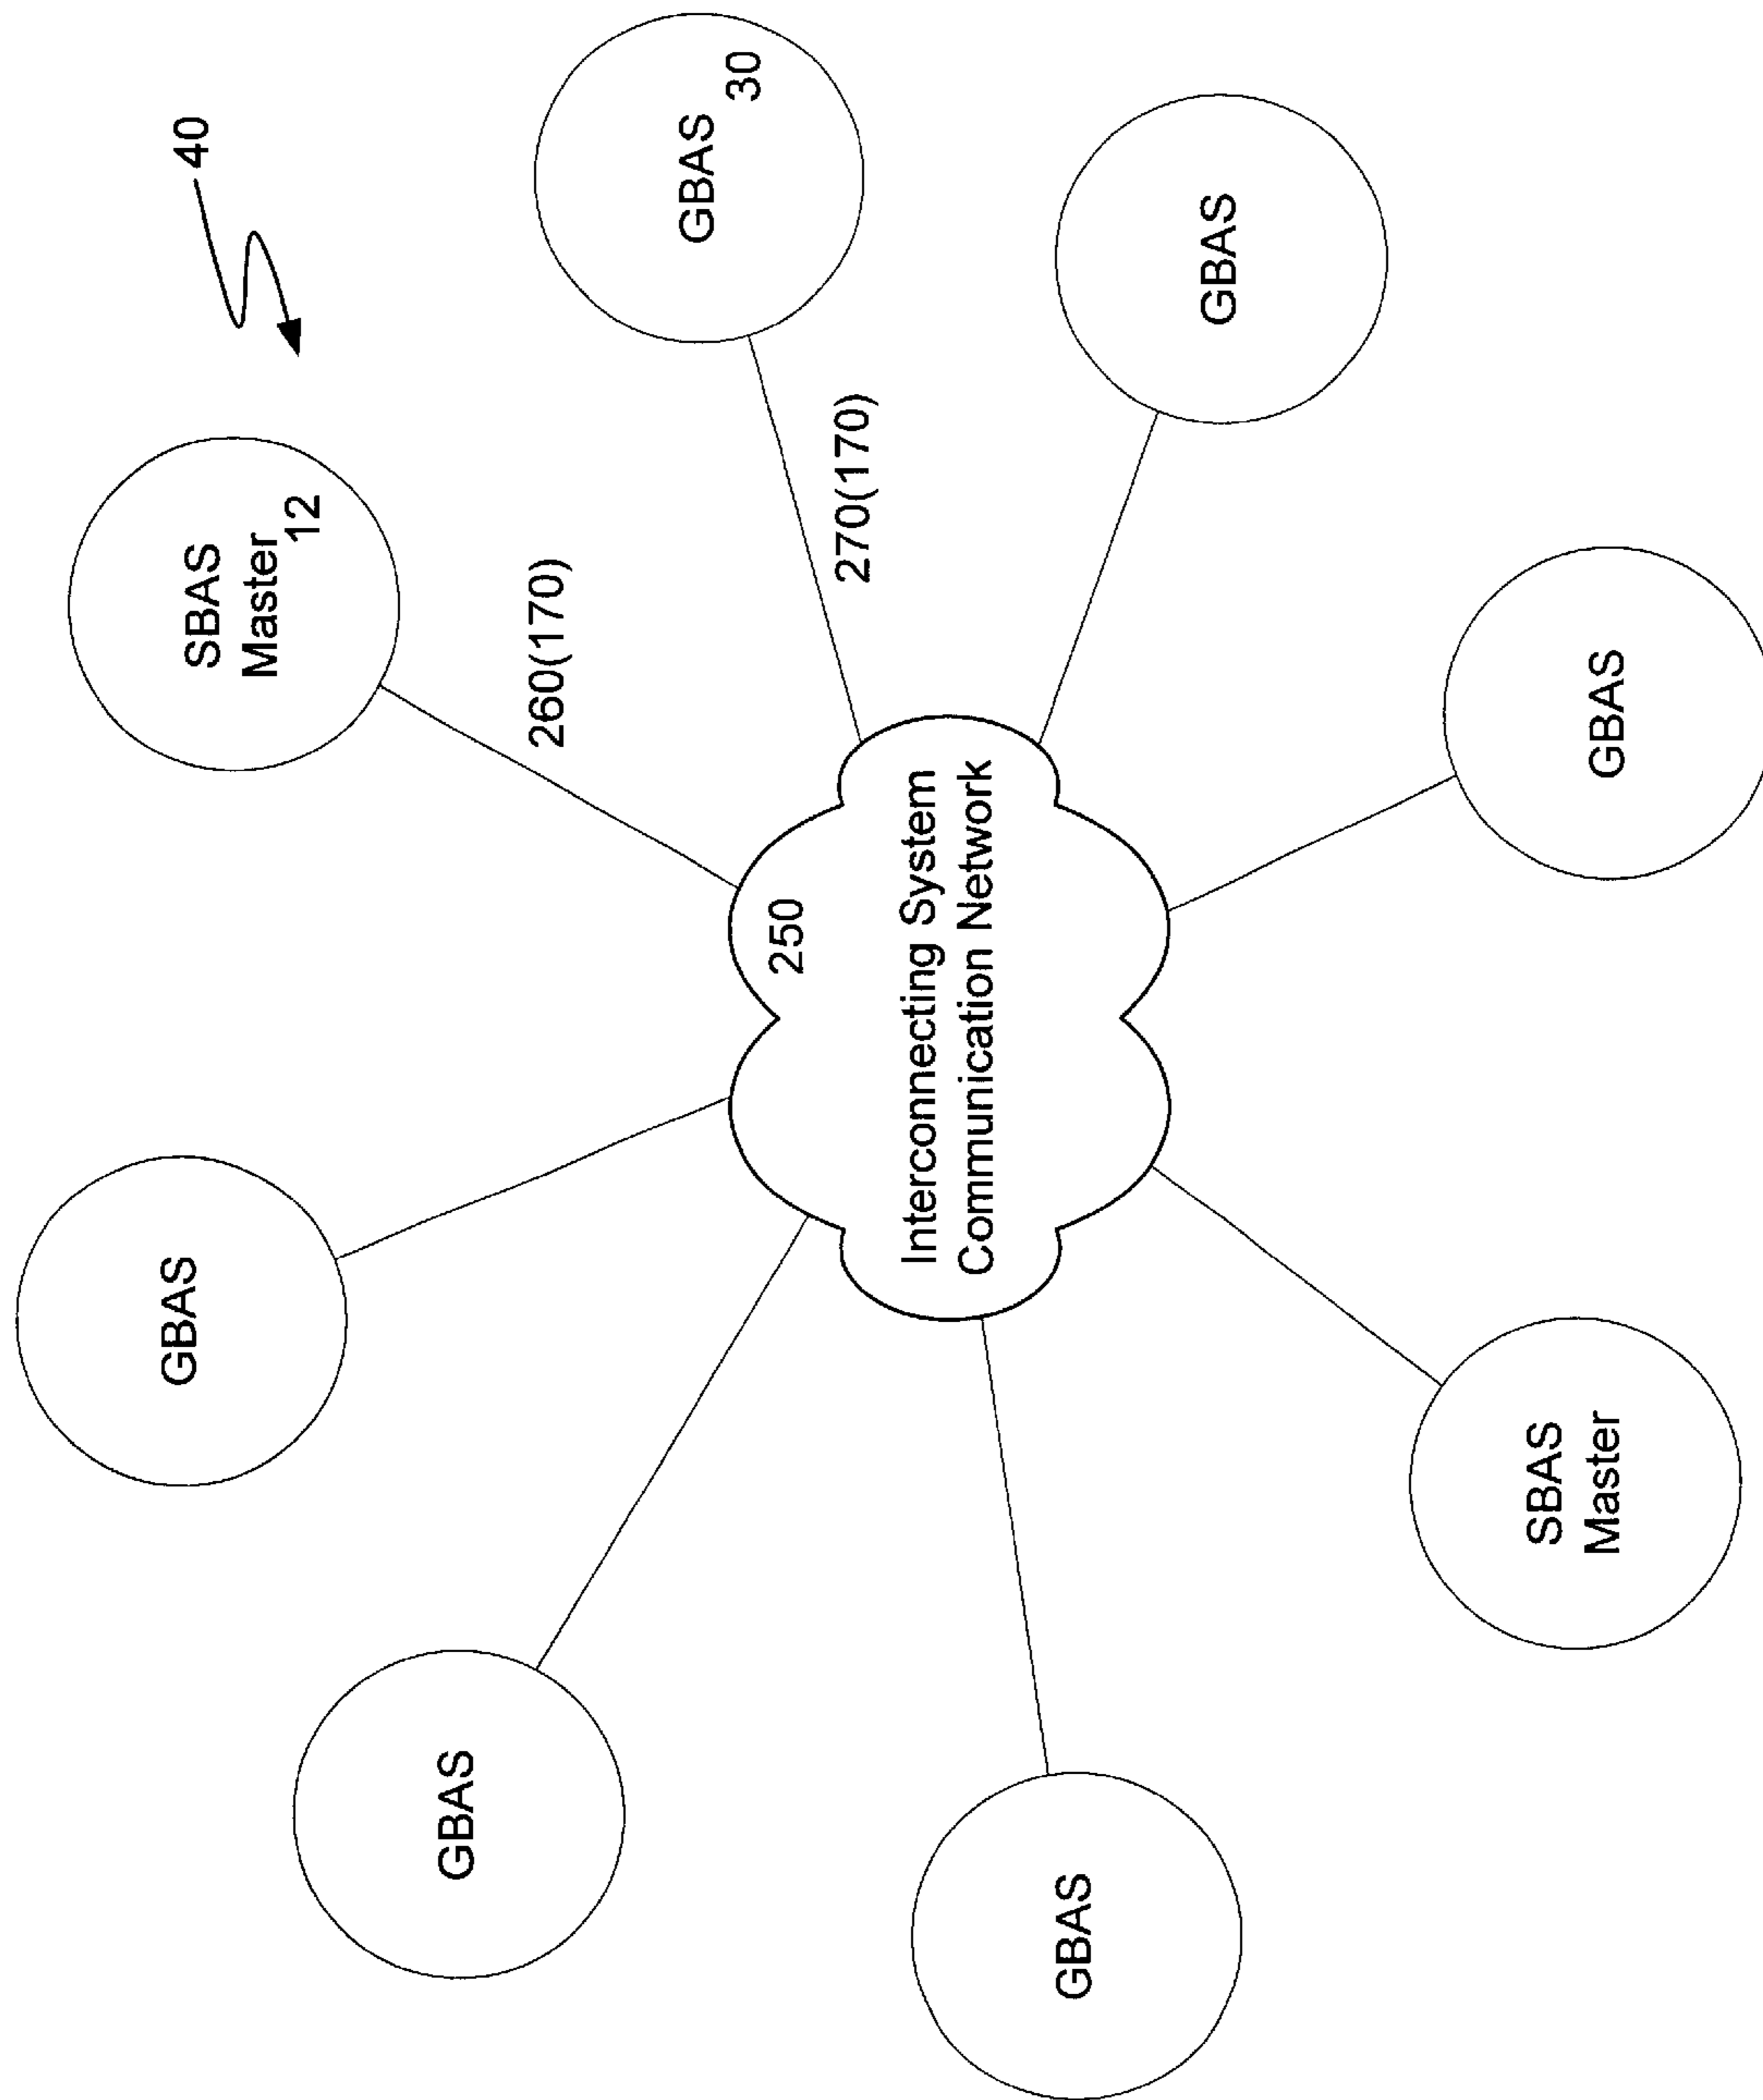 GBAS
40
SBAS
Master
12
GBAS
260(170)
GBAS
30
250
270(170)
Interconnecting System
Communication Network
GBAS
GBAS
SBAS
Master
GBAS